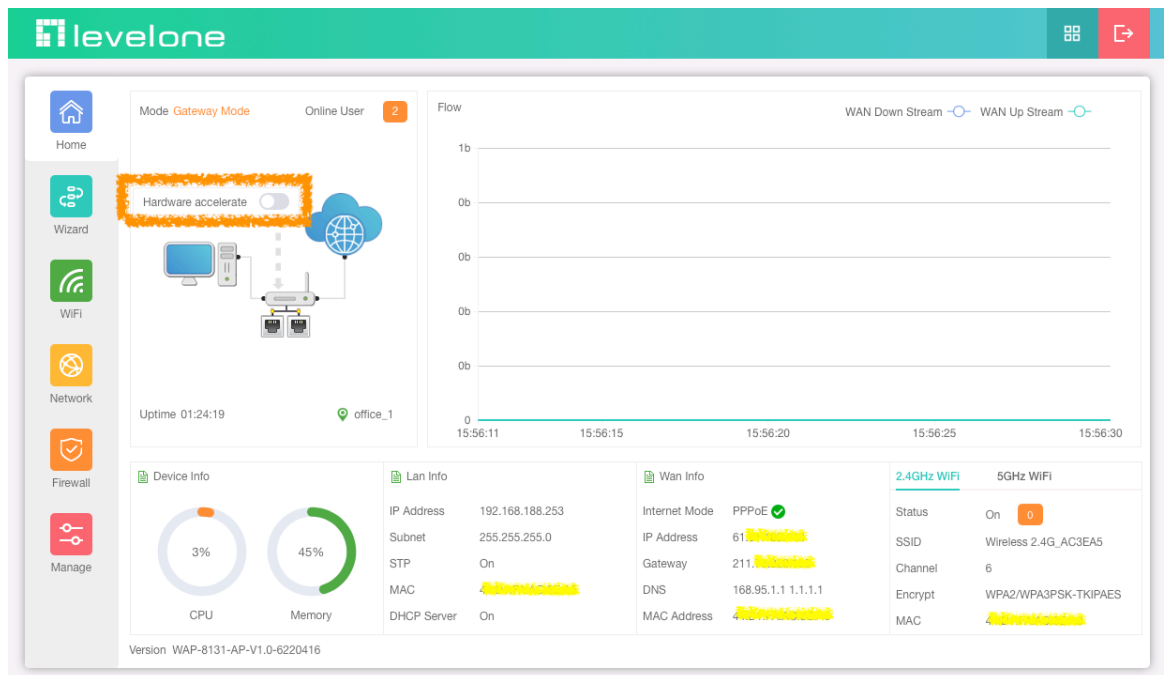 levelone
Home
Wizard
WiFi
Network
Firewall
Manage
Mode Gateway Mode
Online User 2
Hardware accelerate
Uptime 01:24:19
office_1
Flow
WAN Down Stream
WAN Up Stream
1b
0b
0b
0b
0b
0
15:56:11 15:56:15 15:56:20 15:56:25 15:56:30
Device Info
3%
45%
CPU
Memory
Lan Info
IP Address 192.168.188.253
Subnet 255.255.255.0
STP On
MAC
DHCP Server On
Wan Info
Internet Mode PPPoE
IP Address 61.
Gateway 211.
DNS 168.95.1.1 1.1.1.1
MAC Address
2.4GHz WiFi 5GHz WiFi
Status On 0
SSID Wireless 2.4G_AC3EA5
Channel 6
Encrypt WPA2/WPA3PSK-TKIPAES
MAC
Version WAP-8131-AP-V1.0-6220416